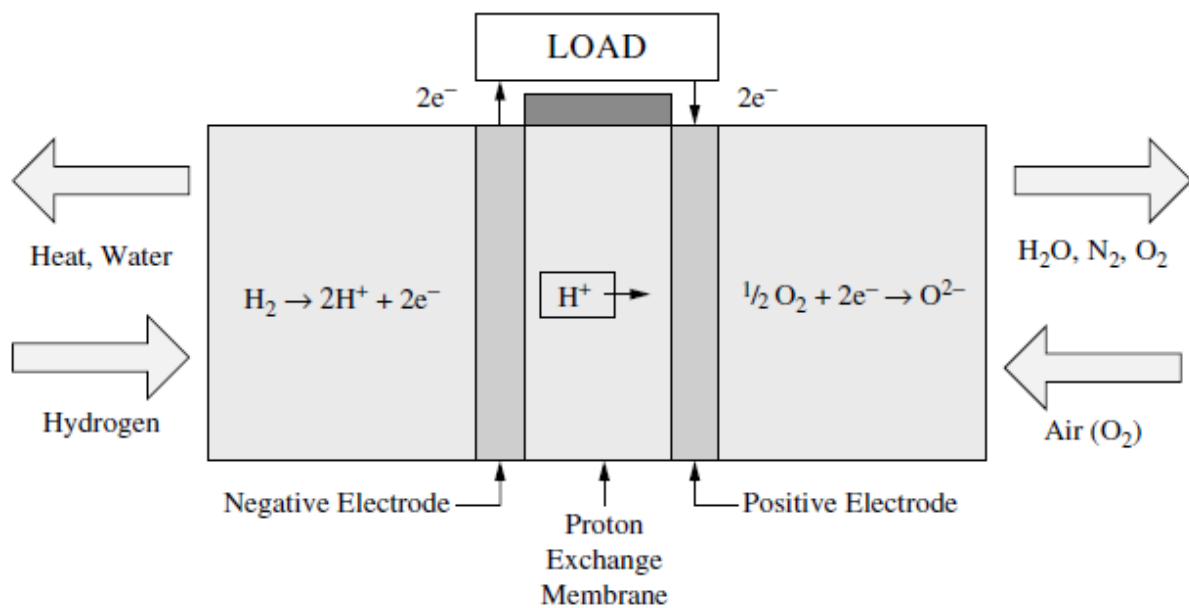 LOAD
2e⁻
2e⁻
Heat, Water
H₂O, N₂, O₂
H₂ → 2H⁺ + 2e⁻
H⁺
½ O₂ + 2e⁻ → O²⁻
Hydrogen
Air (O₂)
Negative Electrode
Positive Electrode
Proton
Exchange
Membrane